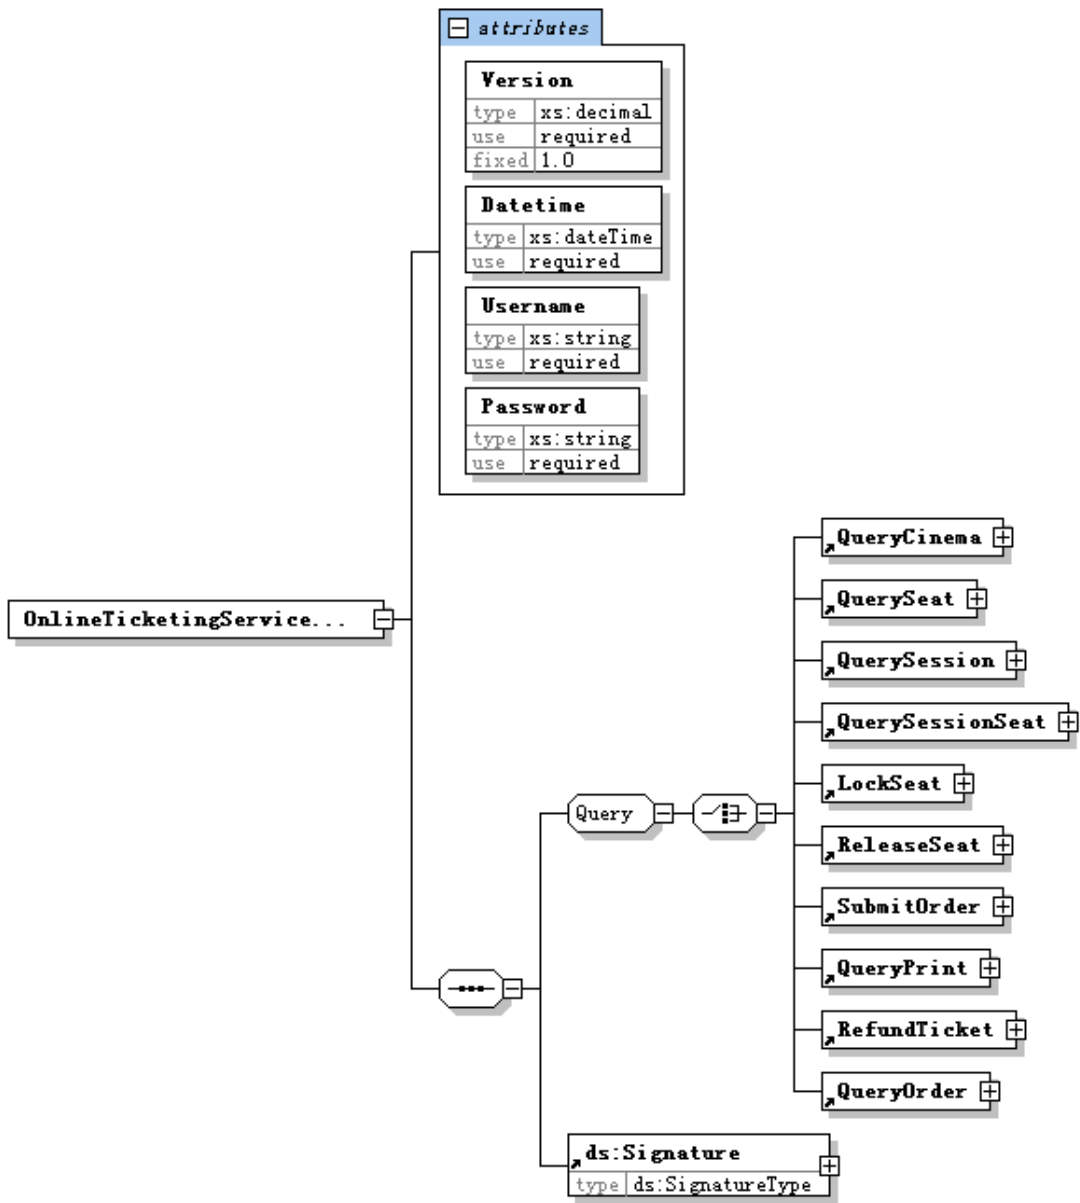 attributes
Version
type xs:decimal
use required
fixed 1.0
Datetime
type xs:dateTime
use required
Username
type xs:string
use required
Password
type xs:string
use required
OnlineTicketingService...
Query
QueryCinema
QuerySeat
QuerySession
QuerySessionSeat
LockSeat
ReleaseSeat
SubmitOrder
QueryPrint
RefundTicket
QueryOrder
ds:Signature
type ds:SignatureType